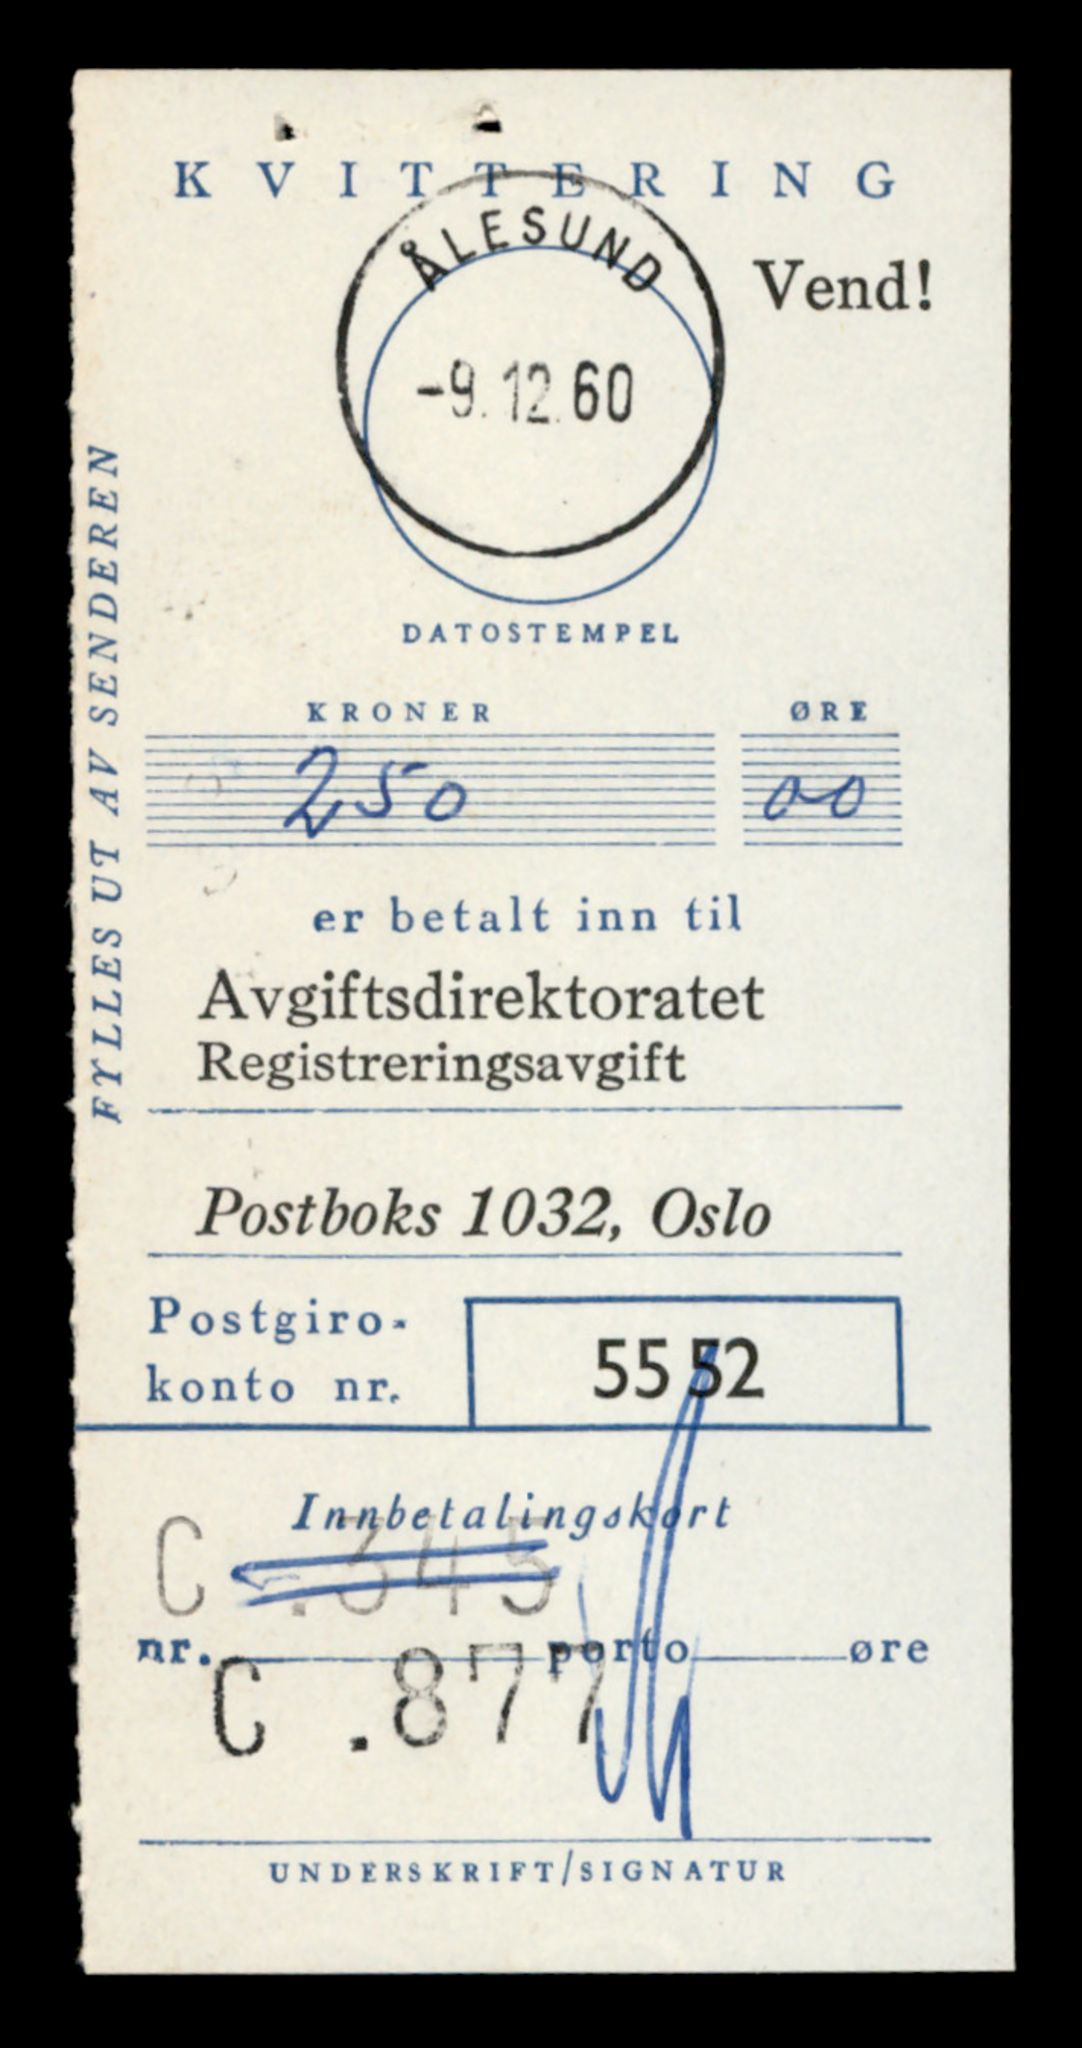 KVITTERING
ÅLESUND
Vend!
-9.12.60
DATOSTEMPEL
FYLLES UT AV SENDEREN
KRONER ØRE
250 00
er betalt inn til
Avgiftsdirektoratet
Registreringsavgift
Postboks 1032, Oslo
Postgiro-
konto nr.
5552
Innbetalingskort
C .345
nr. porto øre
C .877
UNDERSKRIFT/SIGNATUR